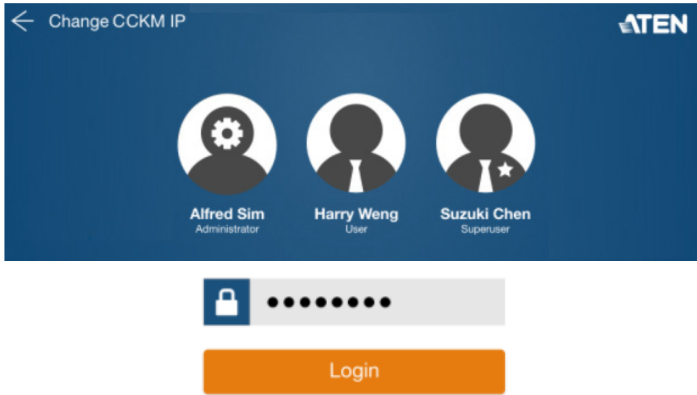 Change CCKM IP
ATEN
Alfred Sim
Administrator
Harry Weng
User
Suzuki Chen
Superuser
Login